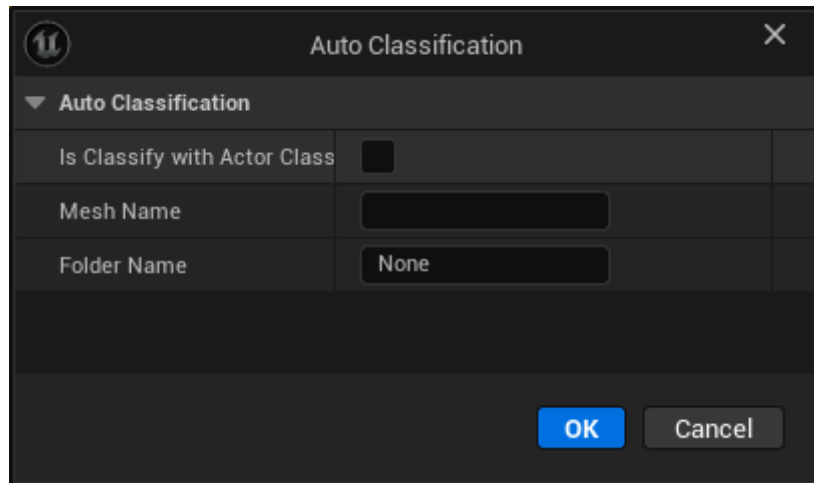 Auto Classification
Auto Classification
Is Classify with Actor Class
Mesh Name
Folder Name None
OK Cancel